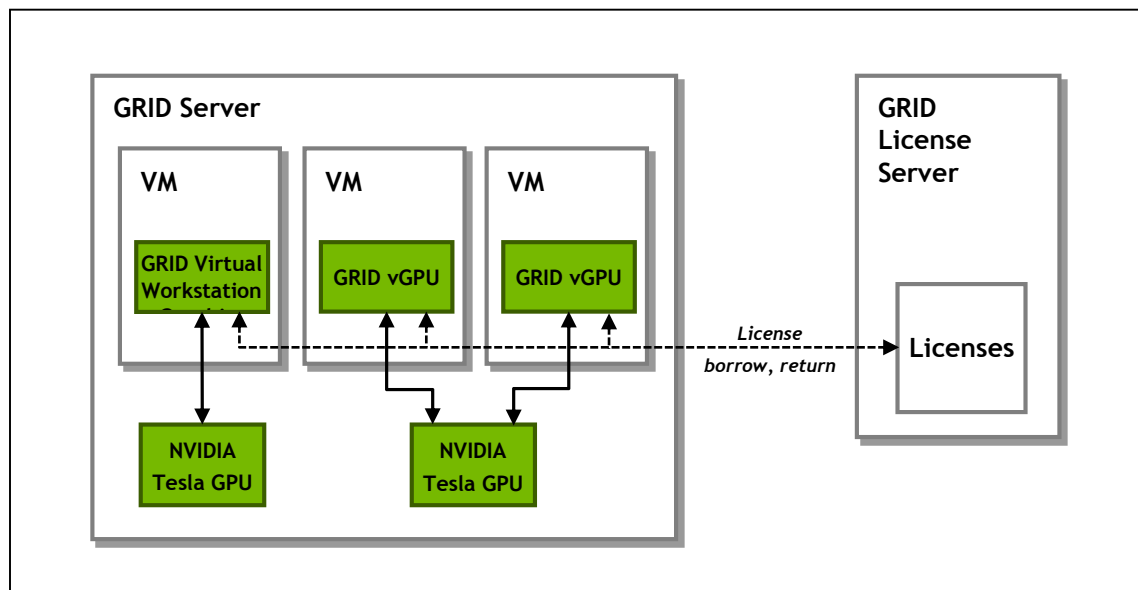 GRID Server
GRID
License
Server
VM
VM
VM
GRID Virtual
Workstation
GRID vGPU
GRID vGPU
License
borrow, return
Licenses
NVIDIA
Tesla GPU
NVIDIA
Tesla GPU